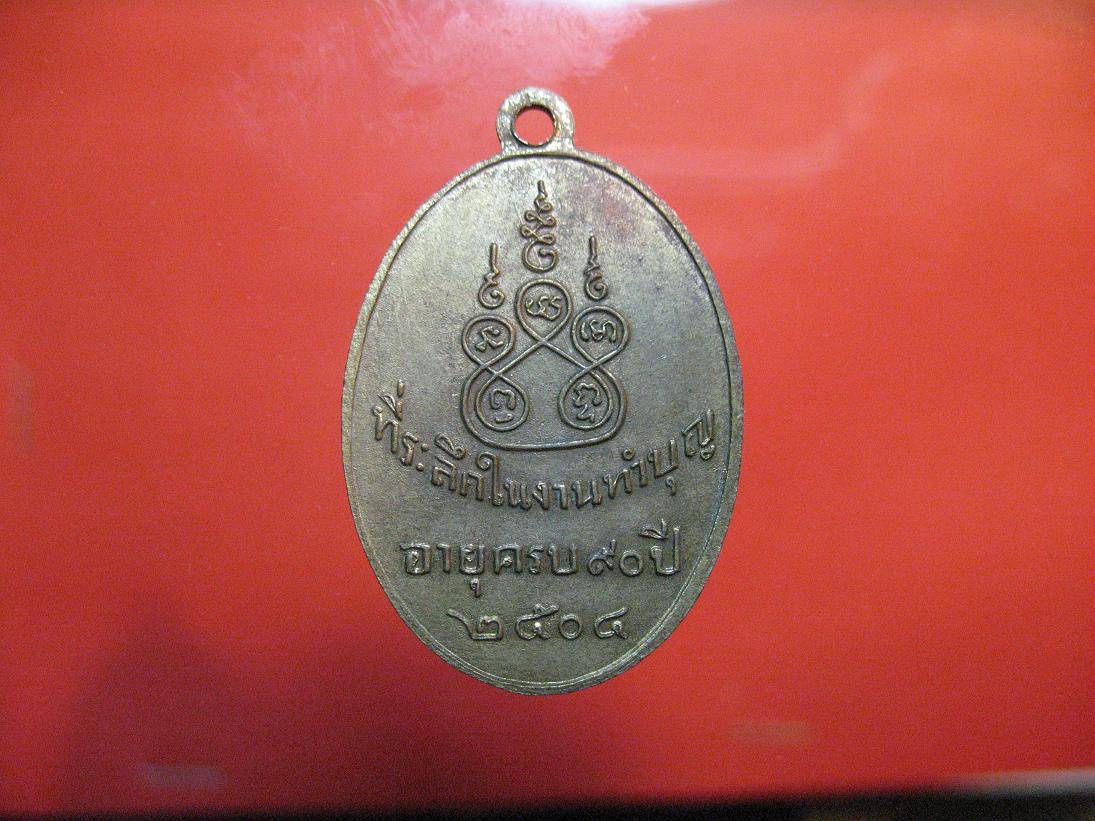 ที่ระลึกในงานทำบุญ
อายุครบ ๙๐ ปี
๒๕๐๔